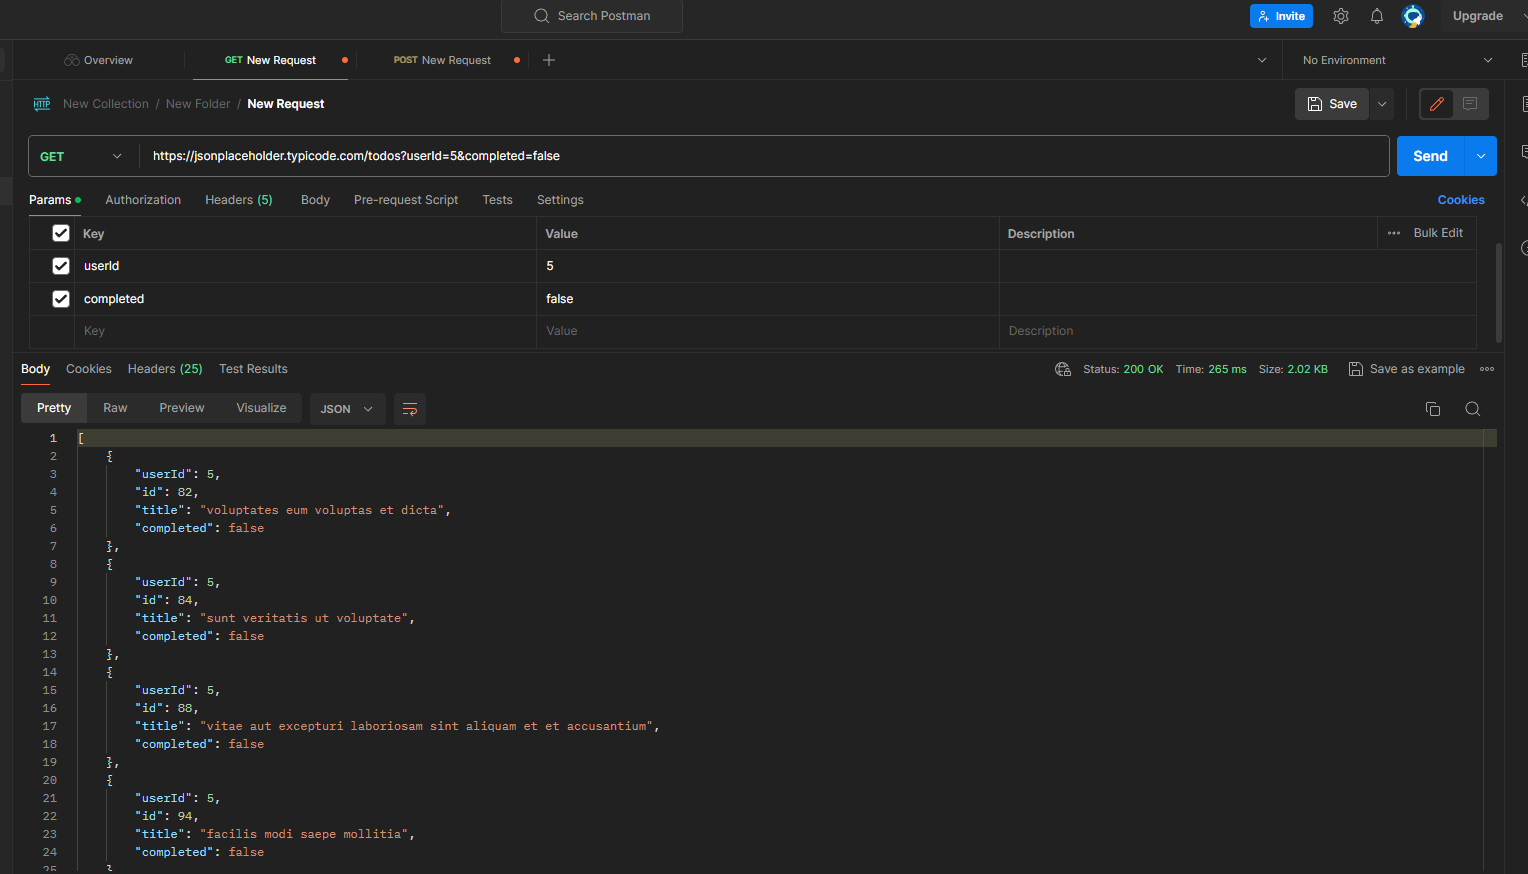 Search Postman
Invite
Upgrade
Overview
GET New Request
POST New Request
No Environment
HTTP New Collection / New Folder / New Request
Save
GET
https://jsonplaceholder.typicode.com/todos?userId=5&completed=false
Send
Params Authorization Headers (5) Body Pre-request Script Tests Settings Cookies
Key Value Description Bulk Edit
userId 5
completed false
Key Value Description
Body Cookies Headers (25) Test Results Status: 200 OK Time: 265 ms Size: 2.02 KB Save as example
Pretty Raw Preview Visualize JSON
1 [
2 {
3 "userId": 5,
4 "id": 82,
5 "title": "voluptates eum voluptas et dicta",
6 "completed": false
7 },
8 {
9 "userId": 5,
10 "id": 84,
11 "title": "sunt veritatis ut voluptate",
12 "completed": false
13 },
14 {
15 "userId": 5,
16 "id": 88,
17 "title": "vitae aut excepturi laboriosam sint aliquam et et accusantium",
18 "completed": false
19 },
20 {
21 "userId": 5,
22 "id": 94,
23 "title": "facilis modi saepe mollitia",
24 "completed": false
25 }